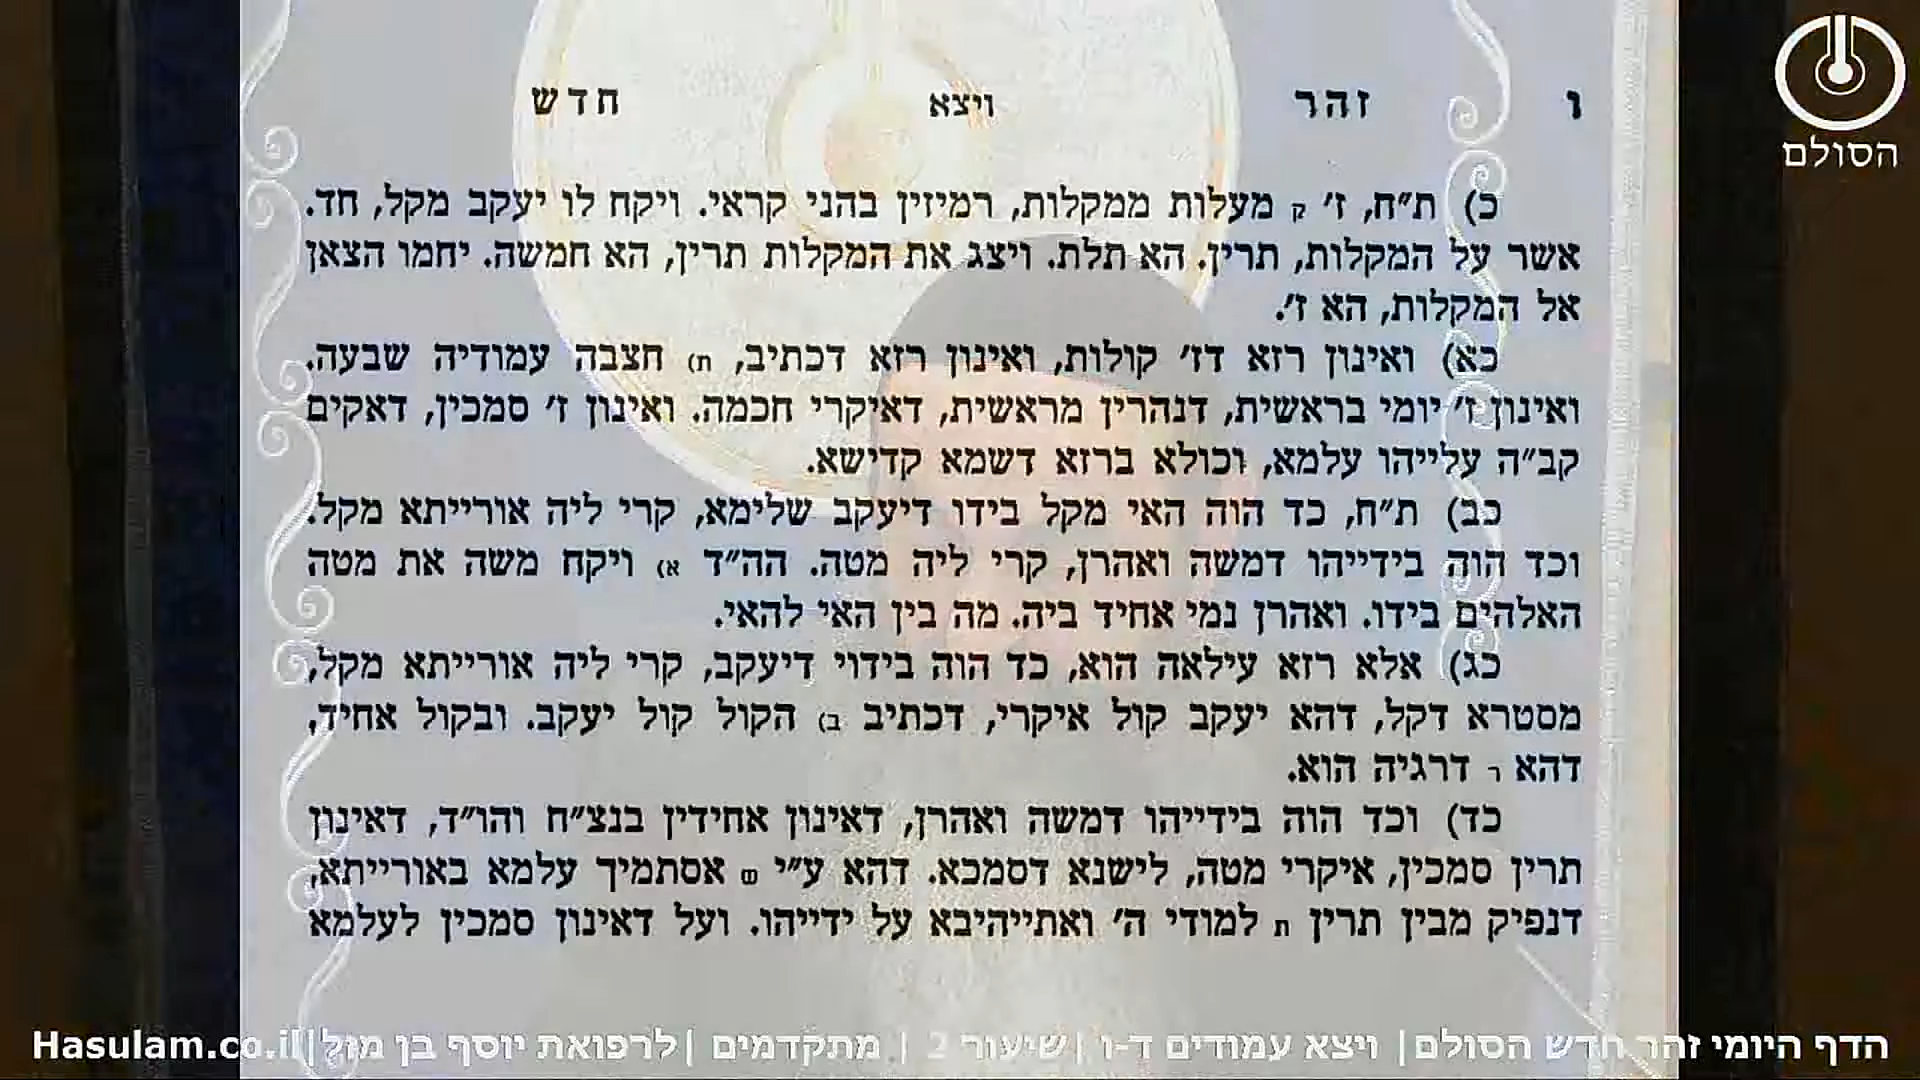 ו זהר ויצא חדש
הסולם
כ) ת״ח, ז׳ ק מעלות ממקלות, רמיזין בהני קראי. ויקח לו יעקב מקל, חד.
אשר על המקלות, תרין. הא תלת. ויצג את המקלות תרין, הא חמשה. יחמו הצאן
אל המקלות, הא ז׳.
כא) ואינון רזא דז׳ קולות, ואינון רזא דכתיב, ת) חצבה עמודיה שבעה.
ואינון ז׳ יומי בראשית, דנהרין מראשית, דאיקרי חכמה. ואינון ז׳ סמכין, דאקים
קב״ה עלייהו עלמא, וכולא ברזא דשמא קדישא.
כב) ת״ח, כד הוה האי מקל בידו דיעקב שלימא, קרי ליה אורייתא מקל.
וכד הוה בידייהו דמשה ואהרן, קרי ליה מטה. הה״ד א) ויקח משה את מטה
האלהים בידו. ואהרן נמי אחיד ביה. מה בין האי להאי.
כג) אלא רזא עילאה הוא, כד הוה בידוי דיעקב, קרי ליה אורייתא מקל,
מסטרא דקל, דהא יעקב קול איקרי, דכתיב ב) הקול קול יעקב. ובקול אחיד,
דהא ר דרגיה הוא.
כד) וכד הוה בידייהו דמשה ואהרן, דאינון אחידין בנצ״ח והו״ד, דאינון
תרין סמכין, איקרי מטה, לישנא דסמכא. דהא ע״י ש אסתמיך עלמא באורייתא,
דנפיק מבין תרין ת למודי ה׳ ואתייהיבא על ידייהו. ועל דאינון סמכין לעלמא
הדף היומי זהר חדש הסולם| ויצא עמודים ד-ו |שיעור 2 | מתקדמים |לרפואת יוסף בן מזל||Hasulam.co.il